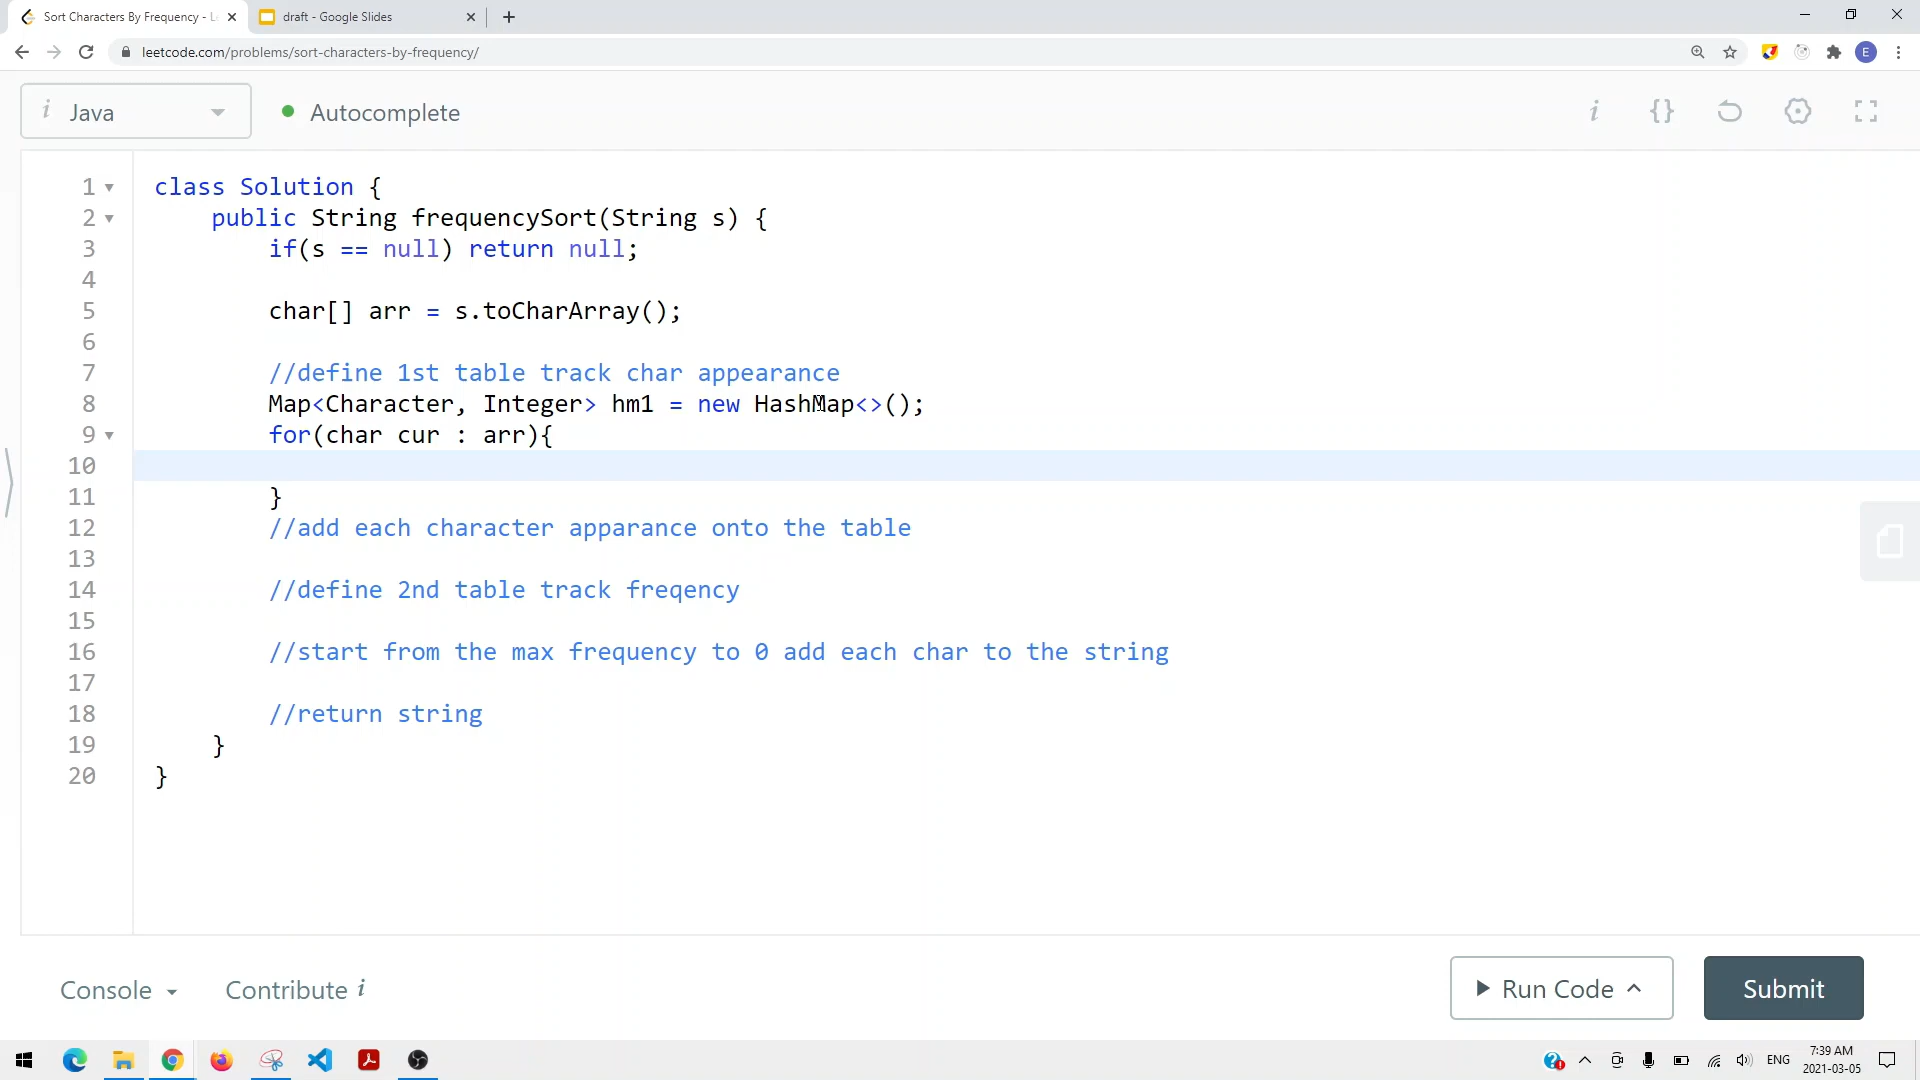 Sort Characters By Frequency - L
draft - Google Slides
leetcode.com/problems/sort-characters-by-frequency/
E
i Java
Autocomplete
i {}
1 class Solution {
2 public String frequencySort(String s) {
3 if(s == null) return null;
4
5 char[] arr = s.toCharArray();
6
7 //define 1st table track char appearance
8 Map<Character, Integer> hm1 = new HashMap<>();
9 for(char cur : arr){
10
11 }
12 //add each character apparance onto the table
13
14 //define 2nd table track freqency
15
16 //start from the max frequency to 0 add each char to the string
17
18 //return string
19 }
20 }
Console
Contribute i
Run Code
Submit
ENG
7:39 AM
2021-03-05